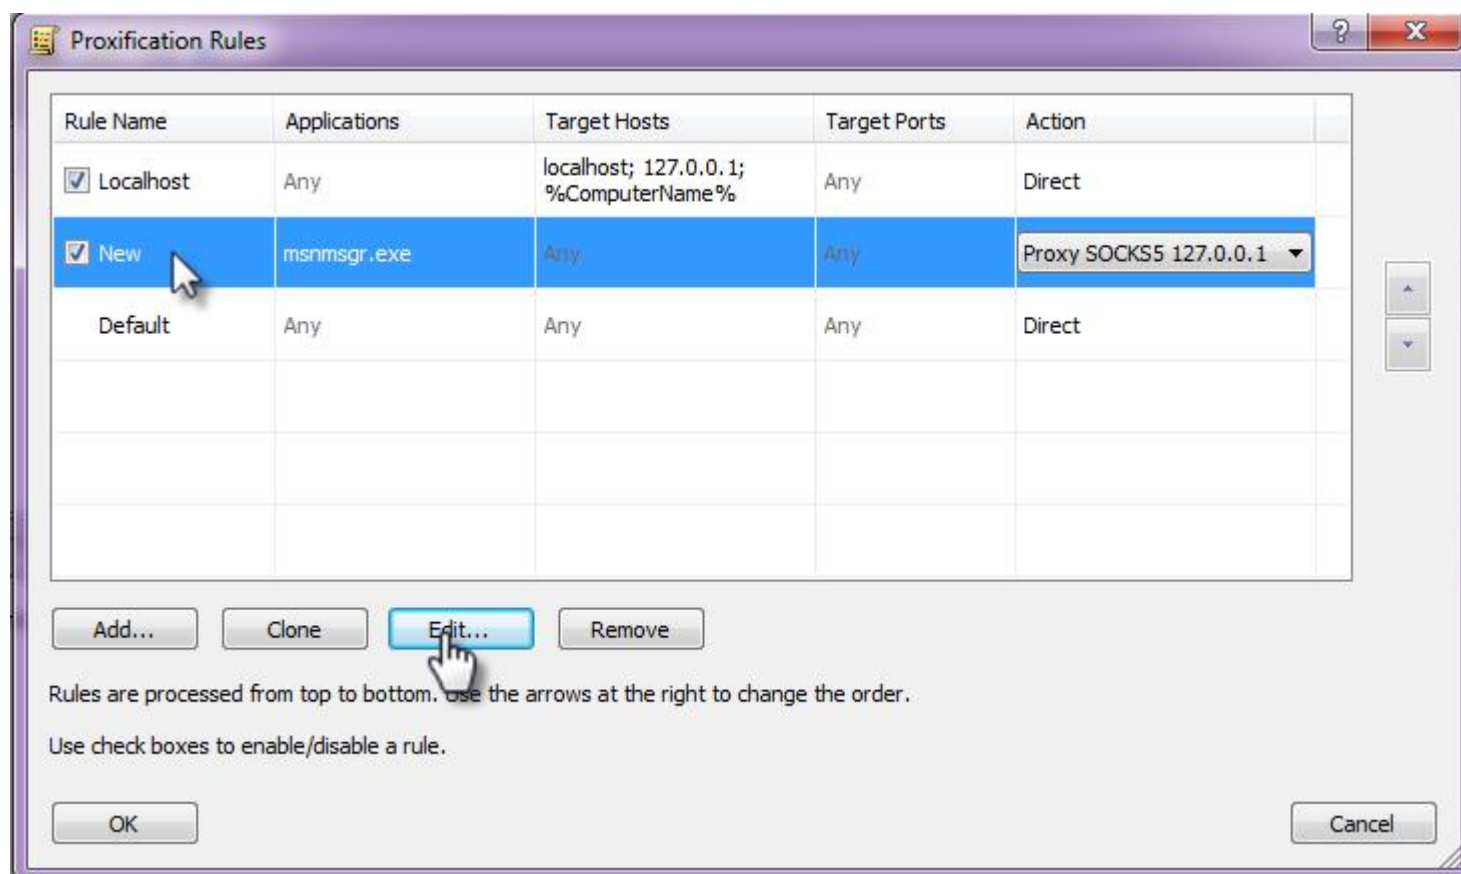 Proxification Rules
Rule Name Applications Target Hosts Target Ports Action
Localhost Any localhost; 127.0.0.1; %ComputerName% Any Direct
New msnmsgr.exe Any Any Proxy SOCKS5 127.0.0.1
Default Any Any Any Direct
Add... Clone Edit... Remove
Rules are processed from top to bottom. Use the arrows at the right to change the order.
Use check boxes to enable/disable a rule.
OK Cancel